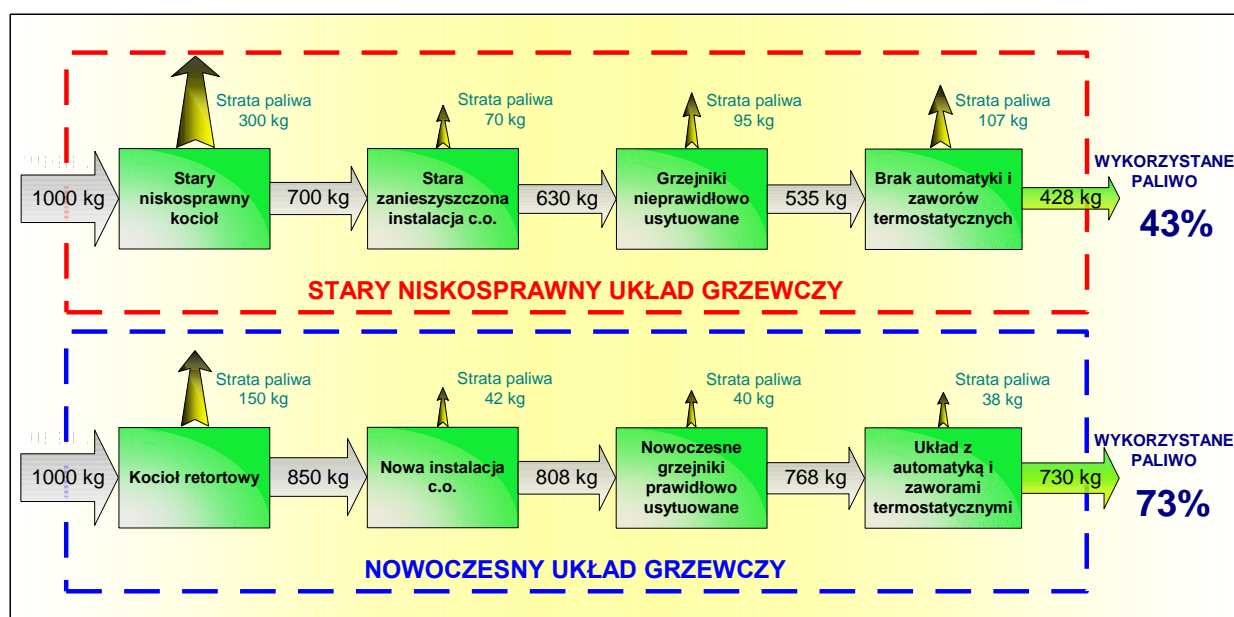 Strata paliwa
300 kg
Strata paliwa
70 kg
Strata paliwa
95 kg
Strata paliwa
107 kg
1000 kg
Stary
niskosprawny
kocioł
700 kg
Stara
zanieszyszczona
instalacja c.o.
630 kg
Grzejniki
nieprawidłowo
usytuowane
535 kg
Brak automatyki i
zaworów
termostatycznych
428 kg
WYKORZYSTANE
PALIWO
43%
STARY NISKOSPRAWNY UKŁAD GRZEWCZY
Strata paliwa
150 kg
Strata paliwa
42 kg
Strata paliwa
40 kg
Strata paliwa
38 kg
1000 kg
Kocioł retortowy
850 kg
Nowa instalacja
c.o.
808 kg
Nowoczesne
grzejniki
prawidłowo
usytuowane
768 kg
Układ z
automatyką i
zaworami
termostatycznymi
730 kg
WYKORZYSTANE
PALIWO
73%
NOWOCZESNY UKŁAD GRZEWCZY